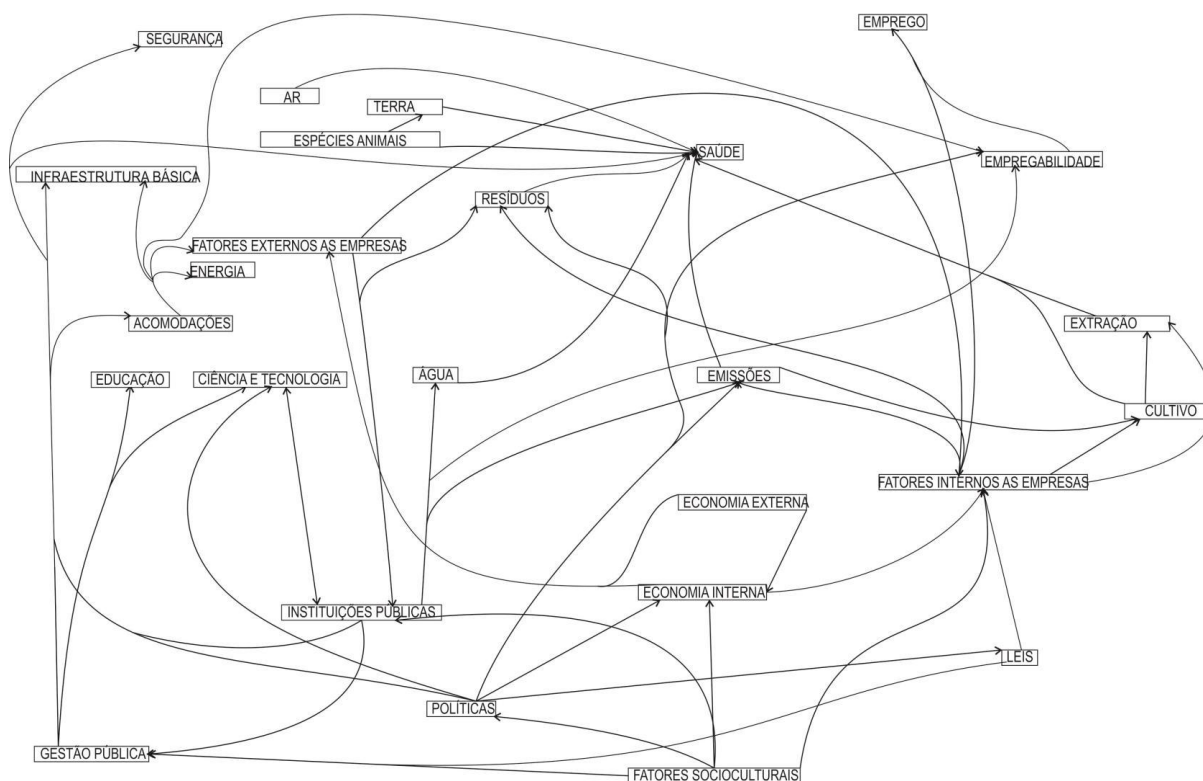 EMPREGO
SEGURANÇA
AR
TERRA
ESPÉCIES ANIMAIS
SAÚDE
EMPREGABILIDADE
INFRAESTRUTURA BÁSICA
RESÍDUOS
FATORES EXTERNOS AS EMPRESAS
ENERGIA
ACOMODAÇÕES
EXTRAÇÃO
EDUCAÇÃO
CIÊNCIA E TECNOLOGIA
ÁGUA
EMISSÕES
CULTIVO
FATORES INTERNOS AS EMPRESAS
ECONOMIA EXTERNA
ECONOMIA INTERNA
INSTITUIÇÕES PÚBLICAS
LEIS
POLÍTICAS
GESTÃO PÚBLICA
FATORES SOCIOCULTURAIS